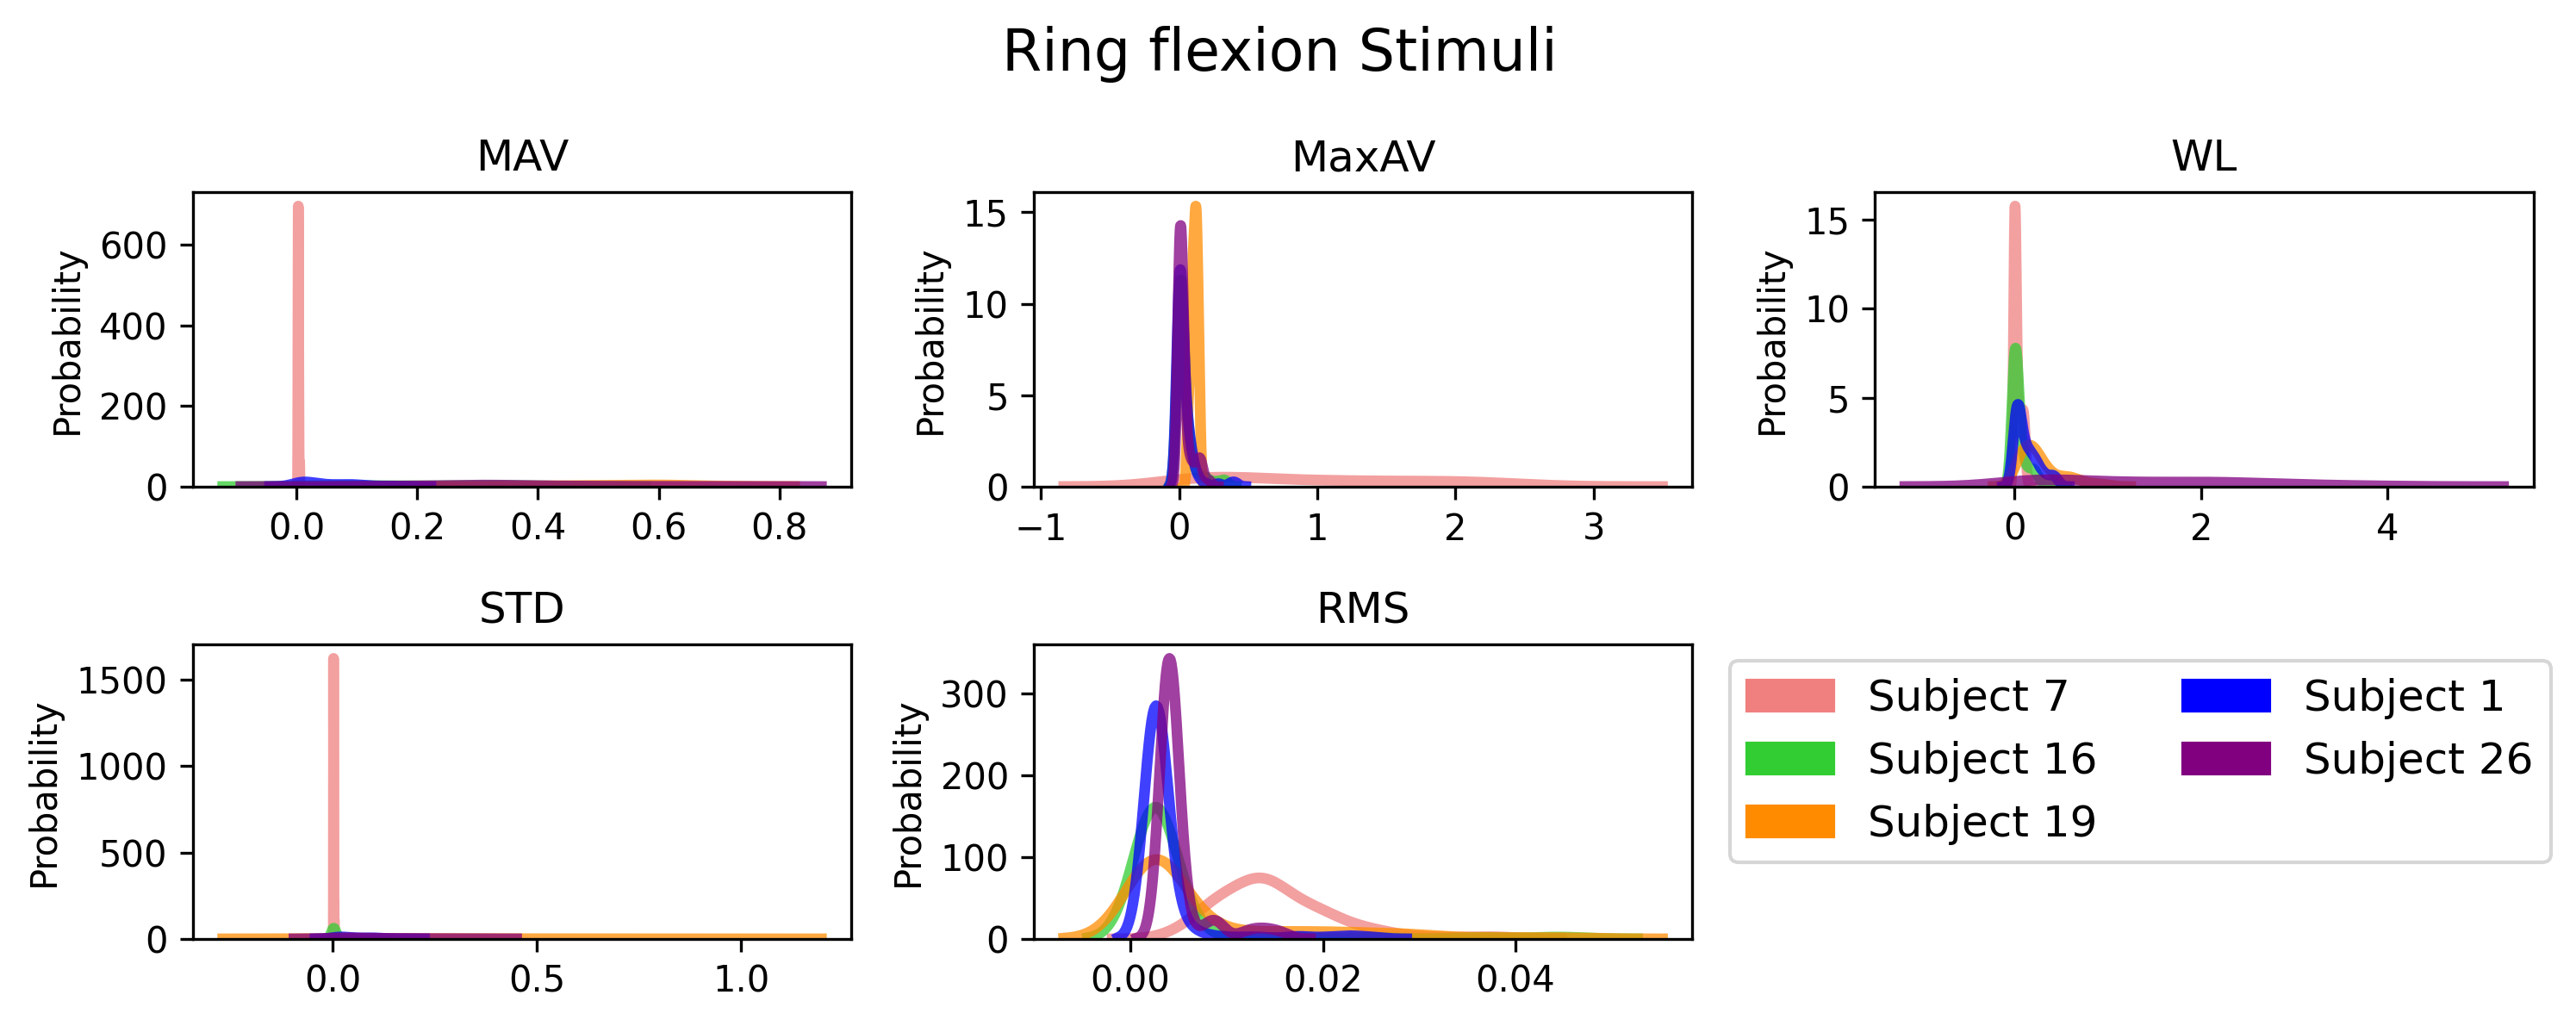 Ring flexion Stimuli
MAV
Probability
0
200
400
600
0.0 0.2 0.4 0.6 0.8
MaxAV
Probability
0
5
10
15
−1 0 1 2 3
WL
Probability
0
5
10
15
0 2 4
STD
Probability
0
500
1000
1500
0.0 0.5 1.0
RMS
Probability
0
100
200
300
0.00 0.02 0.04
Subject 7
Subject 16
Subject 19
Subject 1
Subject 26